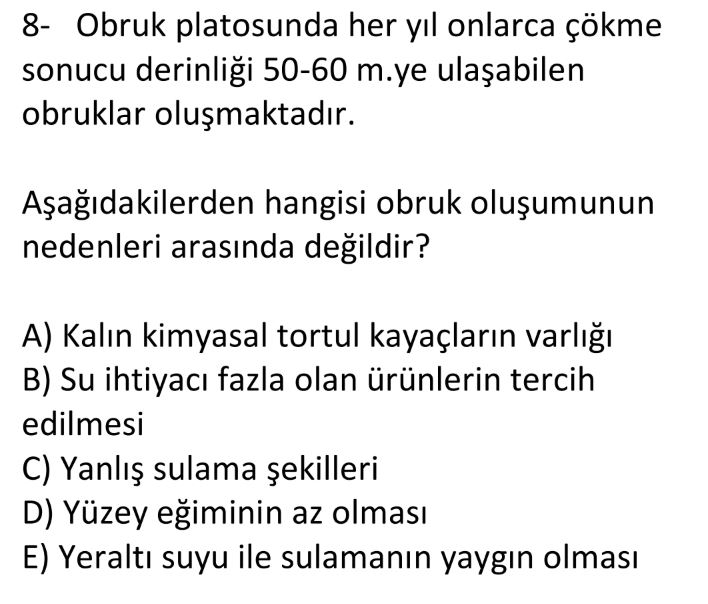 8- Obruk platosunda her yıl onlarca çökme
sonucu derinliği 50-60 m.ye ulaşabilen
obruklar oluşmaktadır.
Aşağıdakilerden hangisi obruk oluşumunun
nedenleri arasında değildir?
A) Kalın kimyasal tortul kayaçların varlığı
B) Su ihtiyacı fazla olan ürünlerin tercih
edilmesi
C) Yanlış sulama şekilleri
D) Yüzey eğiminin az olması
E) Yeraltı suyu ile sulamanın yaygın olması